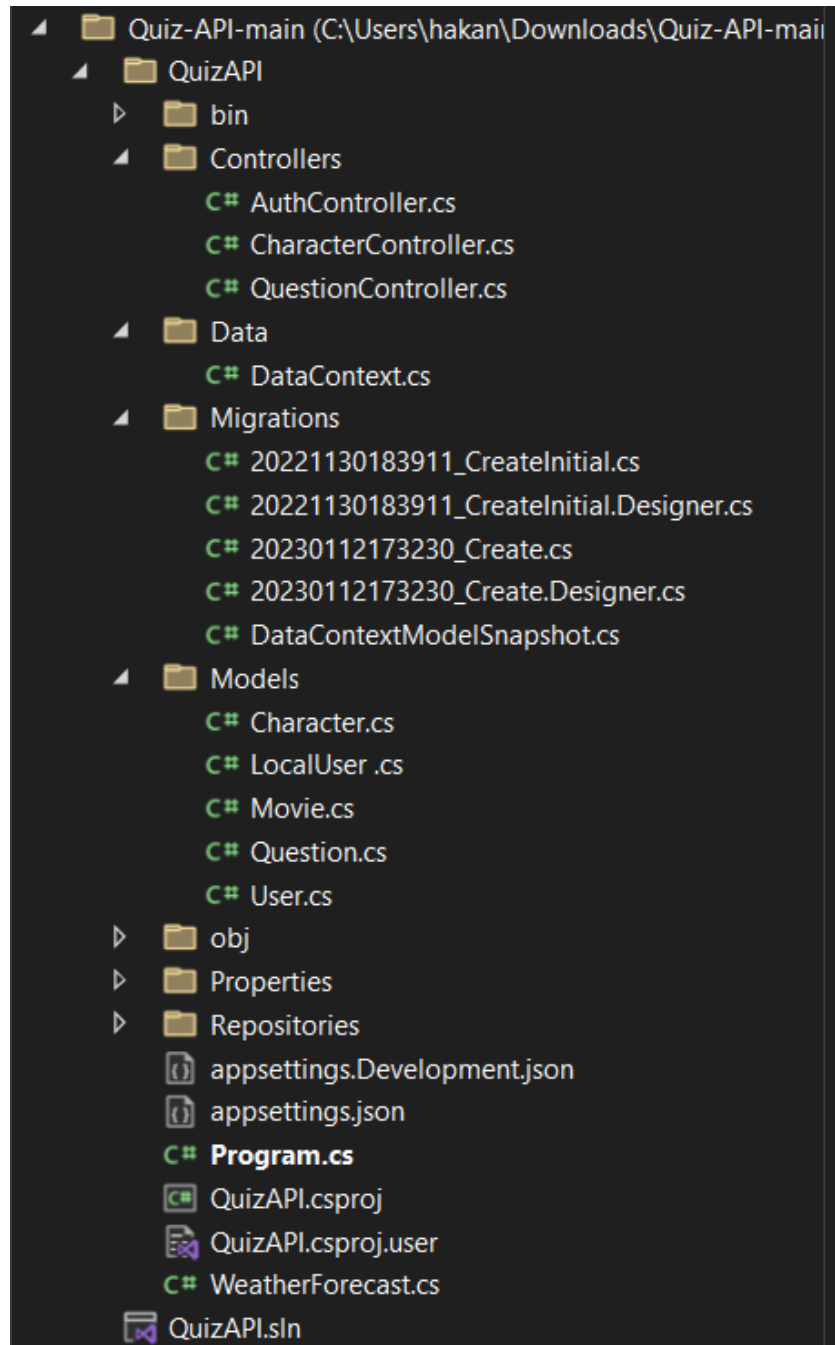 Quiz-API-main (C:\Users\hakan\Downloads\Quiz-API-mai
QuizAPI
bin
Controllers
C# AuthController.cs
C# CharacterController.cs
C# QuestionController.cs
Data
C# DataContext.cs
Migrations
C# 20221130183911_CreateInitial.cs
C# 20221130183911_CreateInitial.Designer.cs
C# 20230112173230_Create.cs
C# 20230112173230_Create.Designer.cs
C# DataContextModelSnapshot.cs
Models
C# Character.cs
C# LocalUser .cs
C# Movie.cs
C# Question.cs
C# User.cs
obj
Properties
Repositories
appsettings.Development.json
appsettings.json
C# Program.cs
C# QuizAPI.csproj
QuizAPI.csproj.user
C# WeatherForecast.cs
QuizAPI.sln